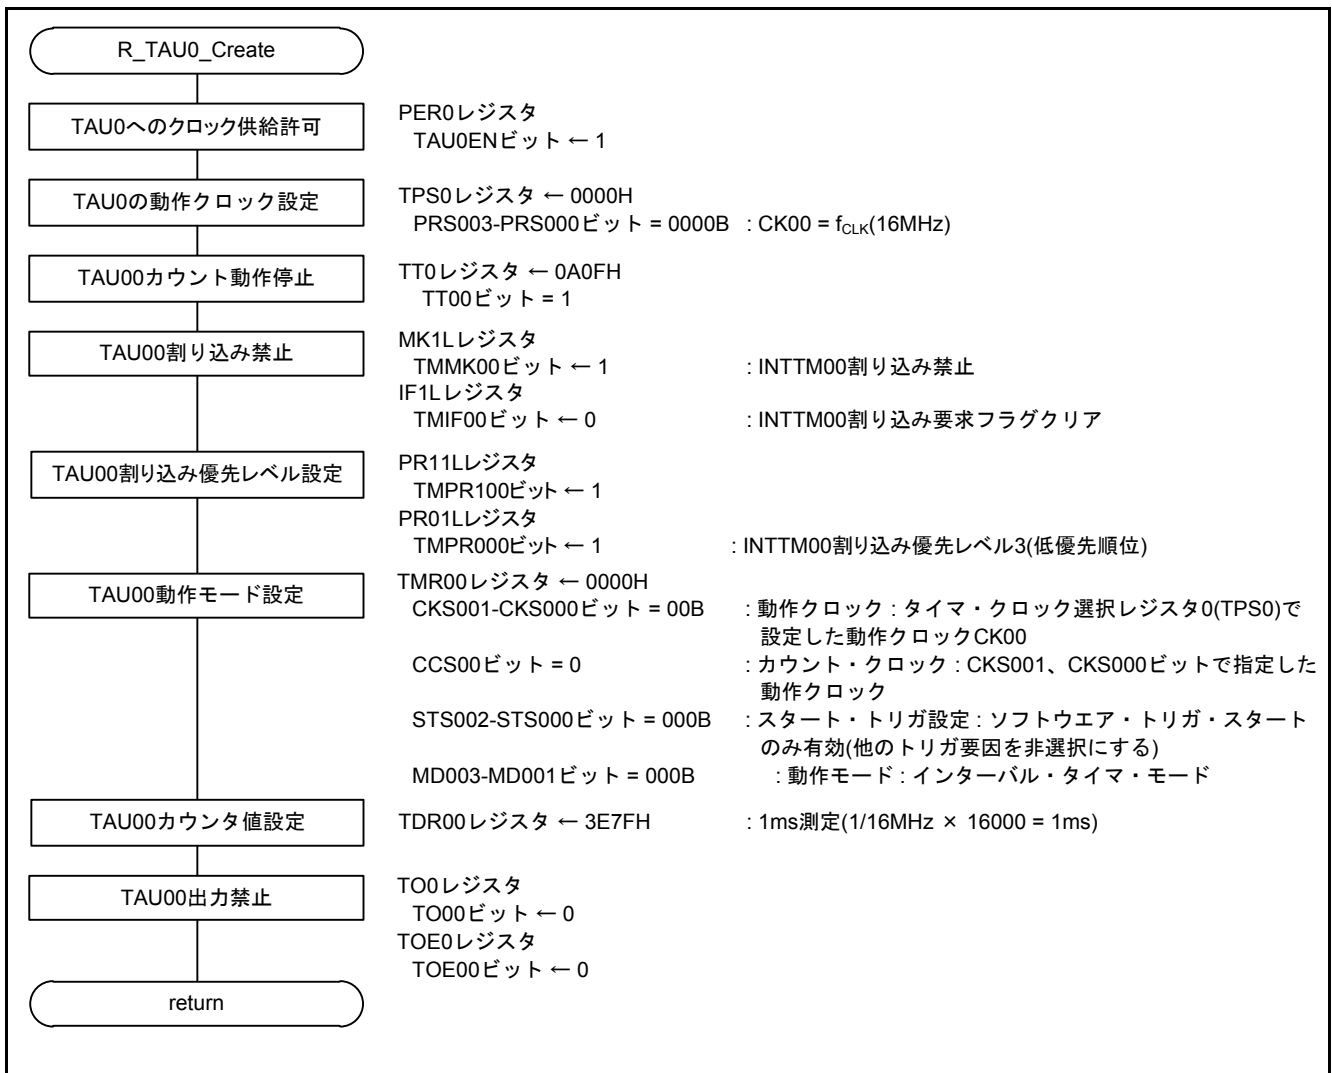 R_TAU0_Create
TAU0へのクロック供給許可
PER0レジスタ
TAU0ENビット ← 1
TAU0の動作クロック設定
TPS0レジスタ ← 0000H
PRS003-PRS000ビット = 0000B : CK00 = fCLK(16MHz)
TAU00カウント動作停止
TT0レジスタ ← 0A0FH
TT00ビット = 1
TAU00割り込み禁止
MK1Lレジスタ
TMMK00ビット ← 1 : INTTM00割り込み禁止
IF1Lレジスタ
TMIF00ビット ← 0 : INTTM00割り込み要求フラグクリア
TAU00割り込み優先レベル設定
PR11Lレジスタ
TMPR100ビット ← 1
PR01Lレジスタ
TMPR000ビット ← 1 : INTTM00割り込み優先レベル3(低優先順位)
TAU00動作モード設定
TMR00レジスタ ← 0000H
CKS001-CKS000ビット = 00B : 動作クロック : タイマ・クロック選択レジスタ0(TPS0)で
設定した動作クロックCK00
CCS00ビット = 0 : カウント・クロック : CKS001、CKS000ビットで指定した
動作クロック
STS002-STS000ビット = 000B : スタート・トリガ設定 : ソフトウエア・トリガ・スタート
のみ有効(他のトリガ要因を非選択にする)
MD003-MD001ビット = 000B : 動作モード : インターバル・タイマ・モード
TAU00カウンタ値設定
TDR00レジスタ ← 3E7FH : 1ms測定(1/16MHz × 16000 = 1ms)
TAU00出力禁止
TO0レジスタ
TO00ビット ← 0
TOE0レジスタ
TOE00ビット ← 0
return